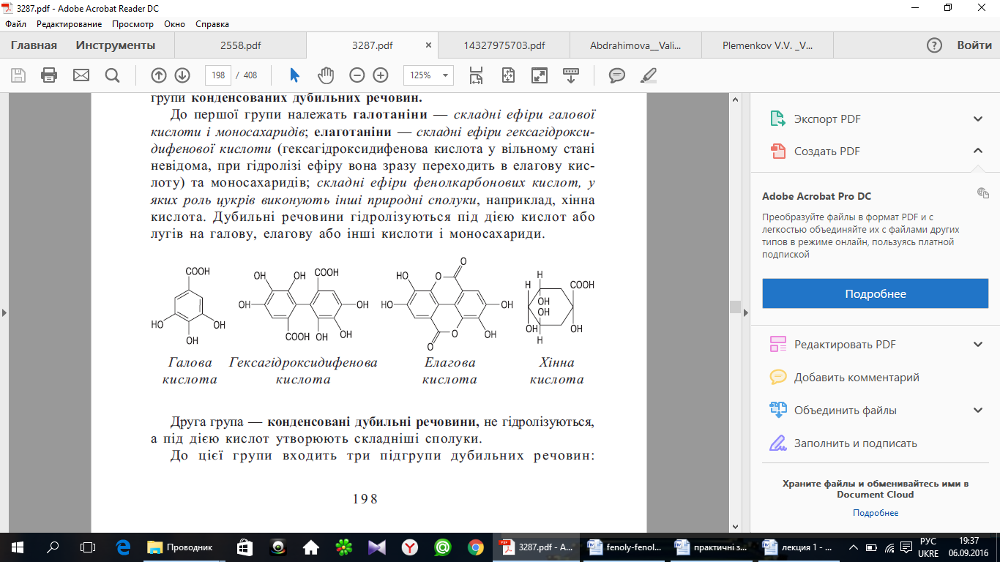 3287.pdf - Adobe Acrobat Reader DC
Файл Редактирование Просмотр Окно Справка
Главная Инструменты 2558.pdf 3287.pdf × 14327975703.pdf Abdrahimova__Vali... Plemenkov V.V. _V... Войти
198 / 408 125%
групи конденсованих дубильних речовин.
До першої групи належать галотаніни — складні ефіри галової
кислоти і моносахаридів; елаготаніни — складні ефіри гексагідрокси-
дифенової кислоти (гексагідроксидифенова кислота у вільному стані
невідома, при гідролізі ефіру вона зразу переходить в елагову кис-
лоту) та моносахаридів; складні ефіри фенолкарбонових кислот, у
яких роль цукрів виконують інші природні сполуки, наприклад, хінна
кислота. Дубильні речовини гідролізуються під дією кислот або
лугів на галову, елагову або інші кислоти і моносахариди.
COOH
HO OH
OH
OH OH COOH
OH OH
COOH OH OH
O
HO O
HO OH
O OH
O
H
H COOH
OH
OH
OH OH
H
Галова Гексагідроксидифенова Елагова Хінна
кислота кислота кислота кислота
Друга група — конденсовані дубильні речовини, не гідролізуються,
а під дією кислот утворюють складніші сполуки.
До цієї групи входить три підгрупи дубильних речовин:
198
Экспорт PDF
Создать PDF
Adobe Acrobat Pro DC
Преобразуйте файлы в формат PDF и с
легкостью объединяйте их с файлами других
типов в режиме онлайн, пользуясь платной
подпиской
Подробнее
Редактировать PDF
Добавить комментарий
Объединить файлы
Заполнить и подписать
Храните файлы и обменивайтесь ими в
Document Cloud
Подробнее
Проводник 3287.pdf - A... fenoly-fenol... практичні з... лекция 1 - ... РУС 19:37
UKRE 06.09.2016